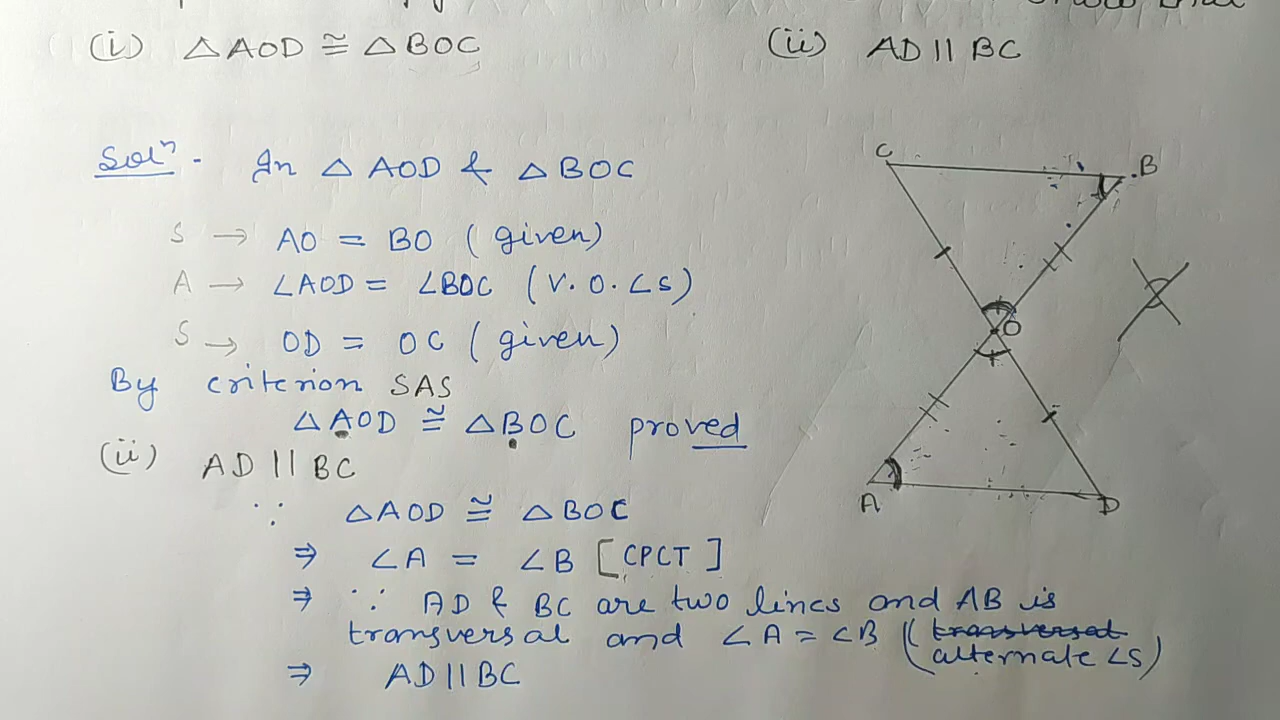 (i) △AOD ≅ △BOC (ii) AD || BC
Solⁿ. In △AOD & △BOC
S → AO = BO (given)
A → ∠AOD = ∠BOC (V.O.∠S)
S → OD = OC (given)
By criterion SAS
△AOD ≅ △BOC proved
(ii) AD || BC
∵ △AOD ≅ △BOC
⇒ ∠A = ∠B [CPCT]
⇒ ∵ AD & BC are two lines and AB is
transversal and ∠A = ∠B (transversal
alternate ∠S)
⇒ AD || BC
C
B
O
A
D